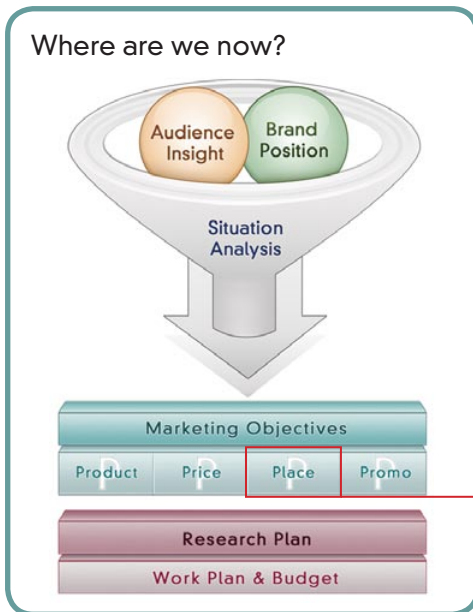 Where are we now?
Audience
Insight
Brand
Position
Situation
Analysis
Marketing Objectives
Product Price Place Promo
P P P P
Research Plan
Work Plan & Budget